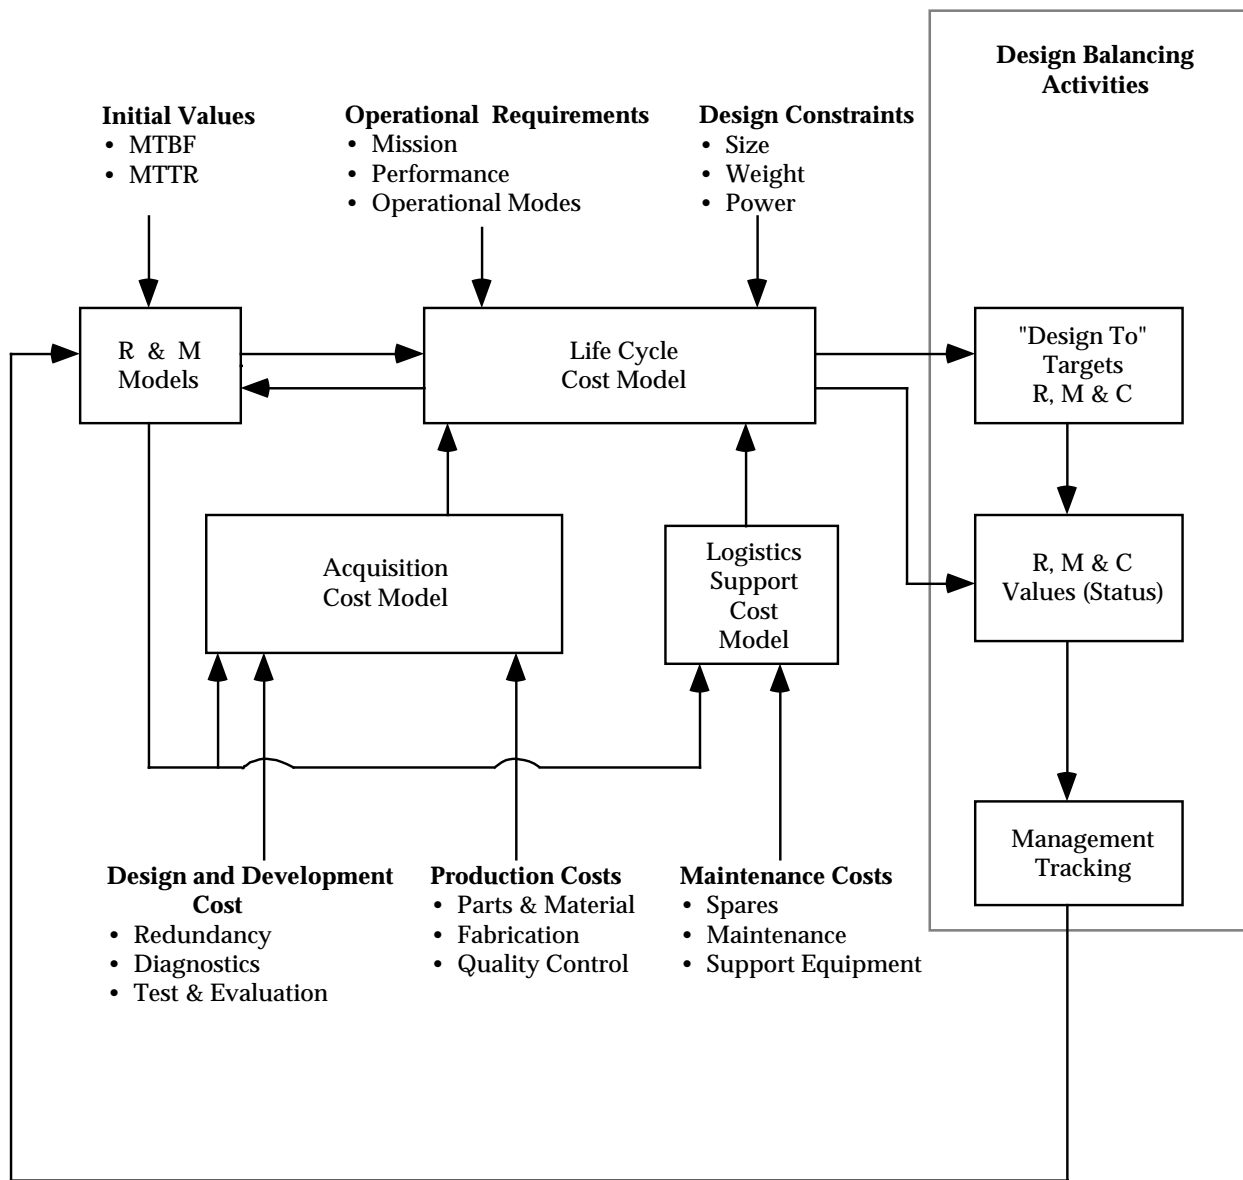 Design Balancing
Activities
Initial Values
• MTBF
• MTTR
Operational Requirements
• Mission
• Performance
• Operational Modes
Design Constraints
• Size
• Weight
• Power
R & M
Models
Life Cycle
Cost Model
"Design To"
Targets
R, M & C
Acquisition
Cost Model
Logistics
Support
Cost
Model
R, M & C
Values (Status)
Management
Tracking
Design and Development
Cost
• Redundancy
• Diagnostics
• Test & Evaluation
Production Costs
• Parts & Material
• Fabrication
• Quality Control
Maintenance Costs
• Spares
• Maintenance
• Support Equipment